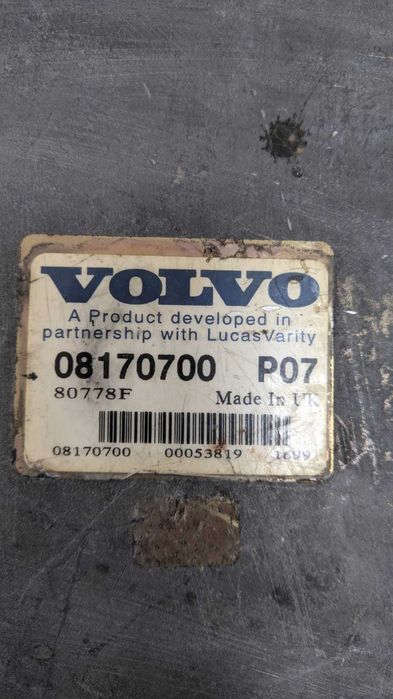 VOLVO
A Product developed in
partnership with LucasVarity
08170700 P07
80778F Made In UK
08170700 00053819 1699